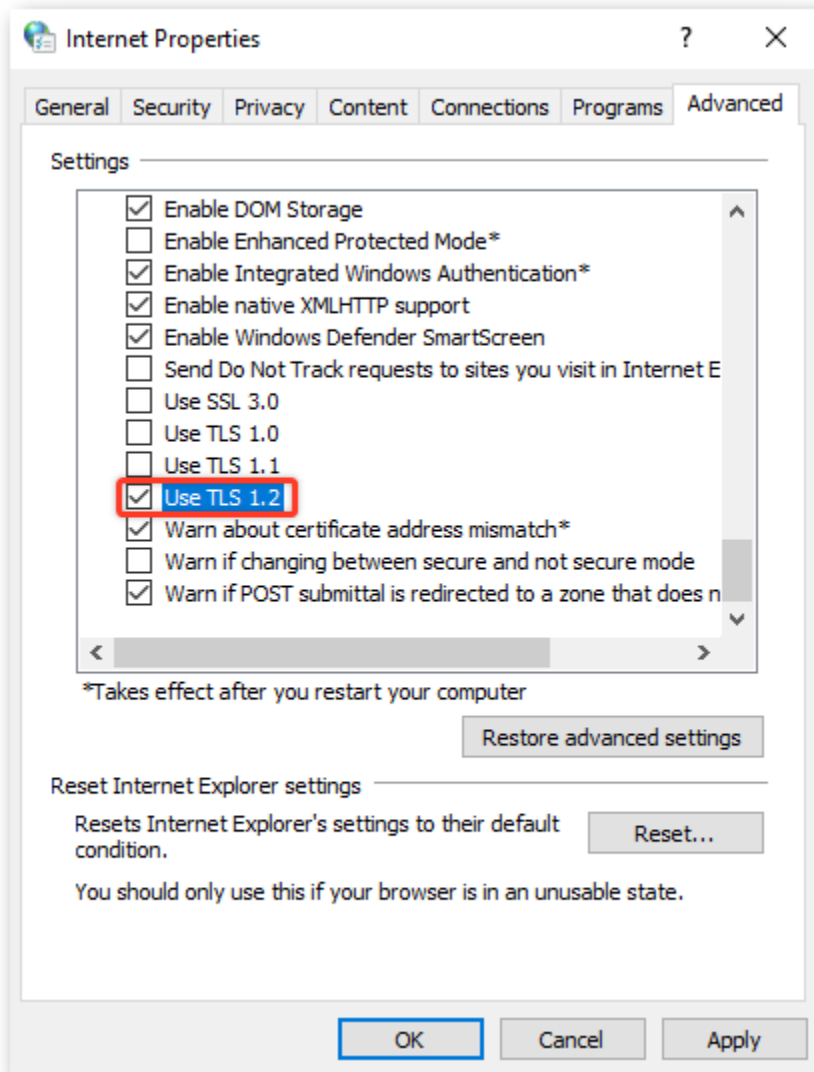 Internet Properties
General Security Privacy Content Connections Programs Advanced
Settings
Enable DOM Storage
Enable Enhanced Protected Mode*
Enable Integrated Windows Authentication*
Enable native XMLHTTP support
Enable Windows Defender SmartScreen
Send Do Not Track requests to sites you visit in Internet E
Use SSL 3.0
Use TLS 1.0
Use TLS 1.1
Use TLS 1.2
Warn about certificate address mismatch*
Warn if changing between secure and not secure mode
Warn if POST submittal is redirected to a zone that does n
*Takes effect after you restart your computer
Restore advanced settings
Reset Internet Explorer settings
Resets Internet Explorer's settings to their default
condition.
Reset...
You should only use this if your browser is in an unusable state.
OK Cancel Apply